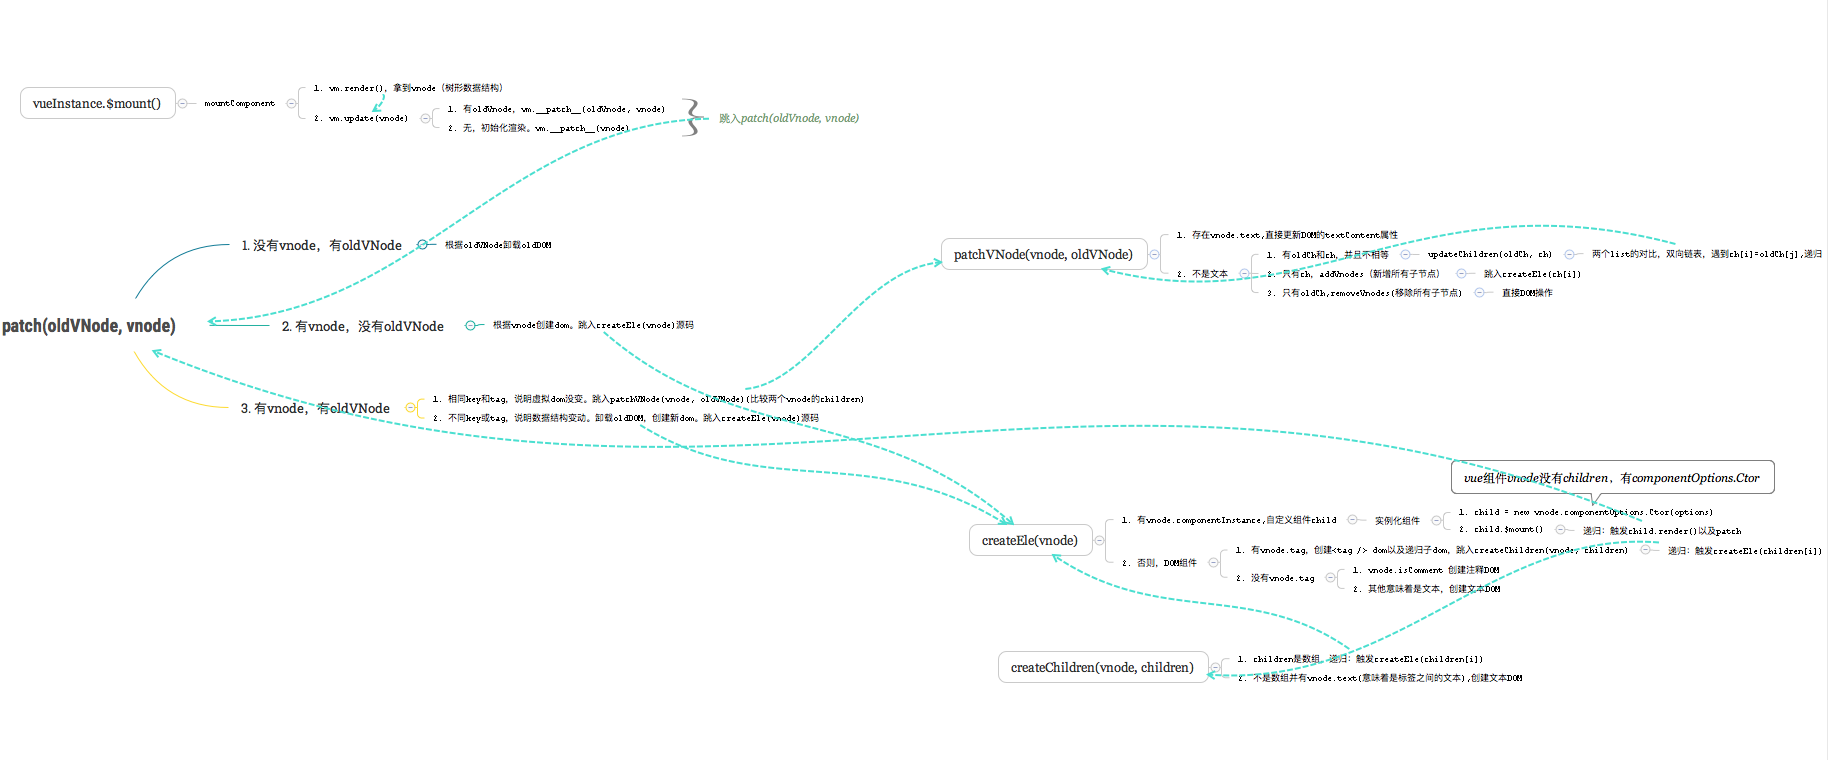 vueInstance.$mount()
mountComponent
1. vm.render(), 拿到vnode（树形数据结构）
2. vm.update(vnode)
1. 有oldVnode, vm.__patch__(oldVnode, vnode)
2. 无, 初始化渲染。vm.__patch__(vnode)
跳入patch(oldVnode, vnode)
patch(oldVNode, vnode)
1. 没有vnode，有oldVNode
根据oldVNode卸载oldDOM
2. 有vnode，没有oldVNode
根据vnode创建dom。跳入createEle(vnode)源码
3. 有vnode，有oldVNode
1. 相同key和tag, 说明虚拟dom没变。跳入patchVNode(vnode, oldVNode)(比较两个vnode的children)
2. 不同key或tag, 说明数据结构变动。卸载oldDOM, 创建新dom。跳入createEle(vnode)源码
patchVNode(vnode, oldVNode)
1. 存在vnode.text,直接更新DOM的textContent属性
2. 不是文本
1. 有oldCh和ch, 并且不相等
updateChildren(oldCh, ch)
两个list的对比, 双向链表, 遇到ch[i]=oldCh[j],递归
2. 只有ch, addVnodes（新增所有子节点）
跳入createEle(ch[i])
3. 只有oldCh,removeVnodes(移除所有子节点)
直接DOM操作
vue组件vnode没有children，有componentOptions.Ctor
createEle(vnode)
1. 有vnode.componentInstance,自定义组件child
实例化组件
1. child = new vnode.componentOptions.Ctor(options)
2. child.$mount()
递归: 触发child.render()以及patch
2. 否则, DOM组件
1. 有vnode.tag, 创建<tag /> dom以及递归子dom, 跳入createChildren(vnode, children)
递归: 触发createEle(children[i])
2. 没有vnode.tag
1. vnode.isComment 创建注释DOM
2. 其他意味着是文本, 创建文本DOM
createChildren(vnode, children)
1. children是数组, 递归: 触发createEle(children[i])
2. 不是数组并有vnode.text(意味着是标签之间的文本),创建文本DOM